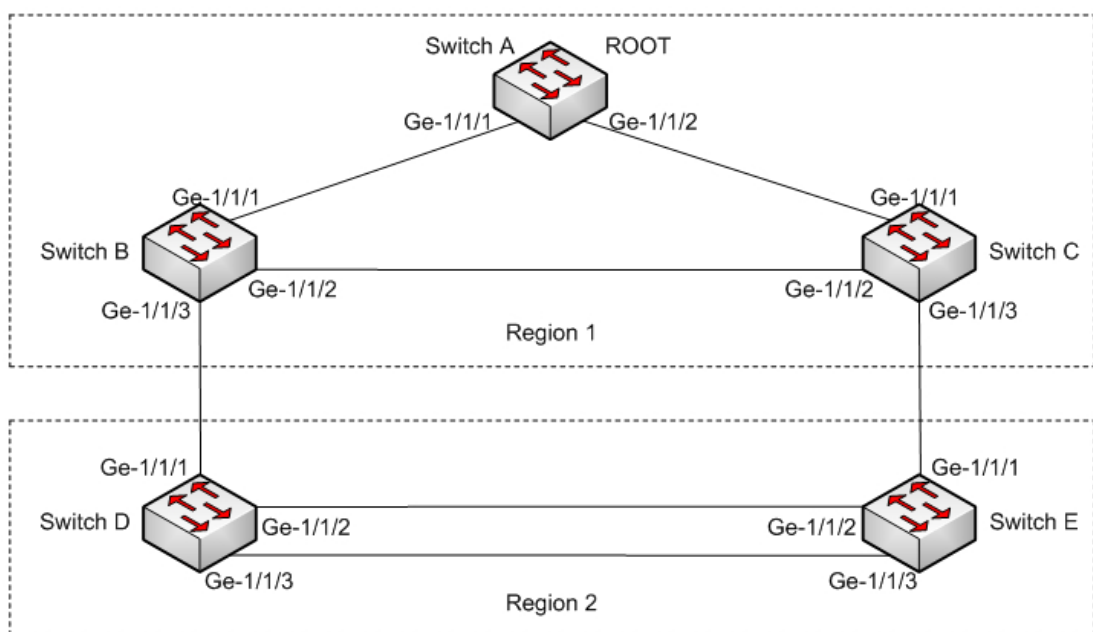 Switch A ROOT
Ge-1/1/1 Ge-1/1/2
Ge-1/1/1 Ge-1/1/1
Switch B Switch C
Ge-1/1/2 Ge-1/1/2
Ge-1/1/3 Ge-1/1/3
Region 1
Ge-1/1/1 Ge-1/1/1
Switch D Switch E
Ge-1/1/2 Ge-1/1/2
Ge-1/1/3 Ge-1/1/3
Region 2